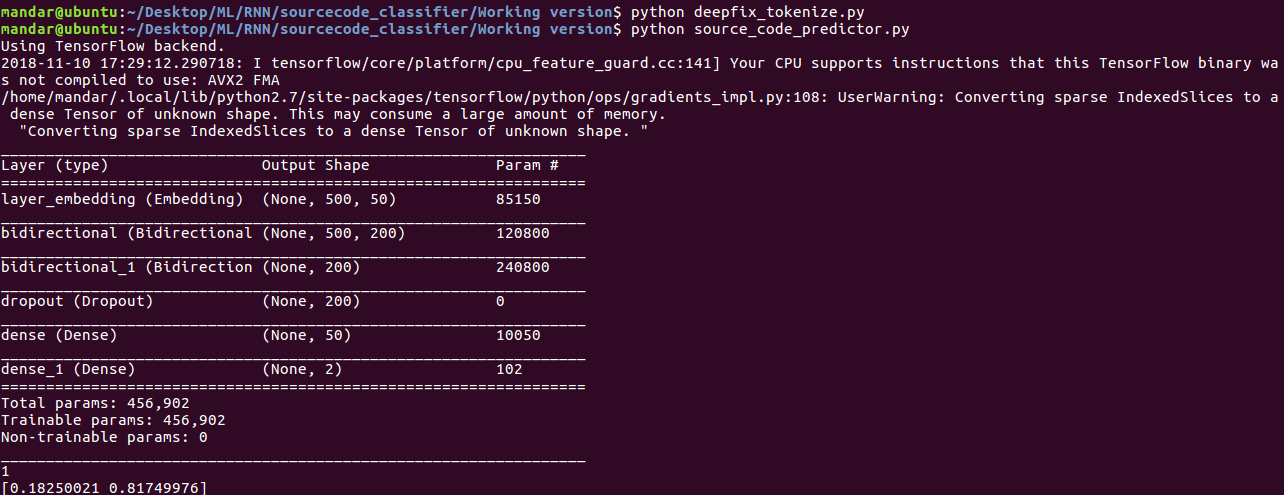 mandar@ubuntu:~/Desktop/ML/RNN/sourcecode_classifier/Working version$ python deepfix_tokenize.py
mandar@ubuntu:~/Desktop/ML/RNN/sourcecode_classifier/Working version$ python source_code_predictor.py
Using TensorFlow backend.
2018-11-10 17:29:12.290718: I tensorflow/core/platform/cpu_feature_guard.cc:141] Your CPU supports instructions that this TensorFlow binary wa
s not compiled to use: AVX2 FMA
/home/mandar/.local/lib/python2.7/site-packages/tensorflow/python/ops/gradients_impl.py:108: UserWarning: Converting sparse IndexedSlices to a
 dense Tensor of unknown shape. This may consume a large amount of memory.
  "Converting sparse IndexedSlices to a dense Tensor of unknown shape. "
_________________________________________________________________
Layer (type)                 Output Shape              Param #
=================================================================
layer_embedding (Embedding)  (None, 500, 50)           85150
_________________________________________________________________
bidirectional (Bidirectional (None, 500, 200)          120800
_________________________________________________________________
bidirectional_1 (Bidirection (None, 200)               240800
_________________________________________________________________
dropout (Dropout)            (None, 200)               0
_________________________________________________________________
dense (Dense)                (None, 50)                10050
_________________________________________________________________
dense_1 (Dense)              (None, 2)                 102
=================================================================
Total params: 456,902
Trainable params: 456,902
Non-trainable params: 0
_________________________________________________________________
1
[0.18250021 0.81749976]